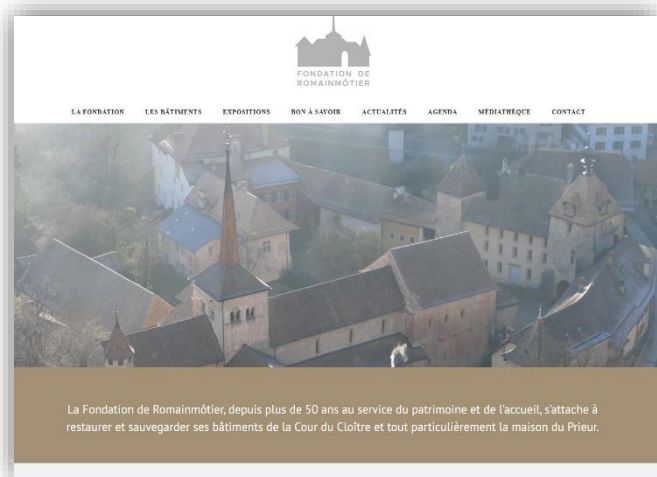 FONDATION DE
ROMAINMÔTIER
LA FONDATION LES BÂTIMENTS EXPOSITIONS BON À SAVOIR ACTUALITÉS AGENDA MÉDIATHÈQUE CONTACT
La Fondation de Romainmôtier, depuis plus de 50 ans au service du patrimoine et de l'accueil, s'attache à
restaurer et sauvegarder ses bâtiments de la Cour du Cloître et tout particulièrement la maison du Prieur.